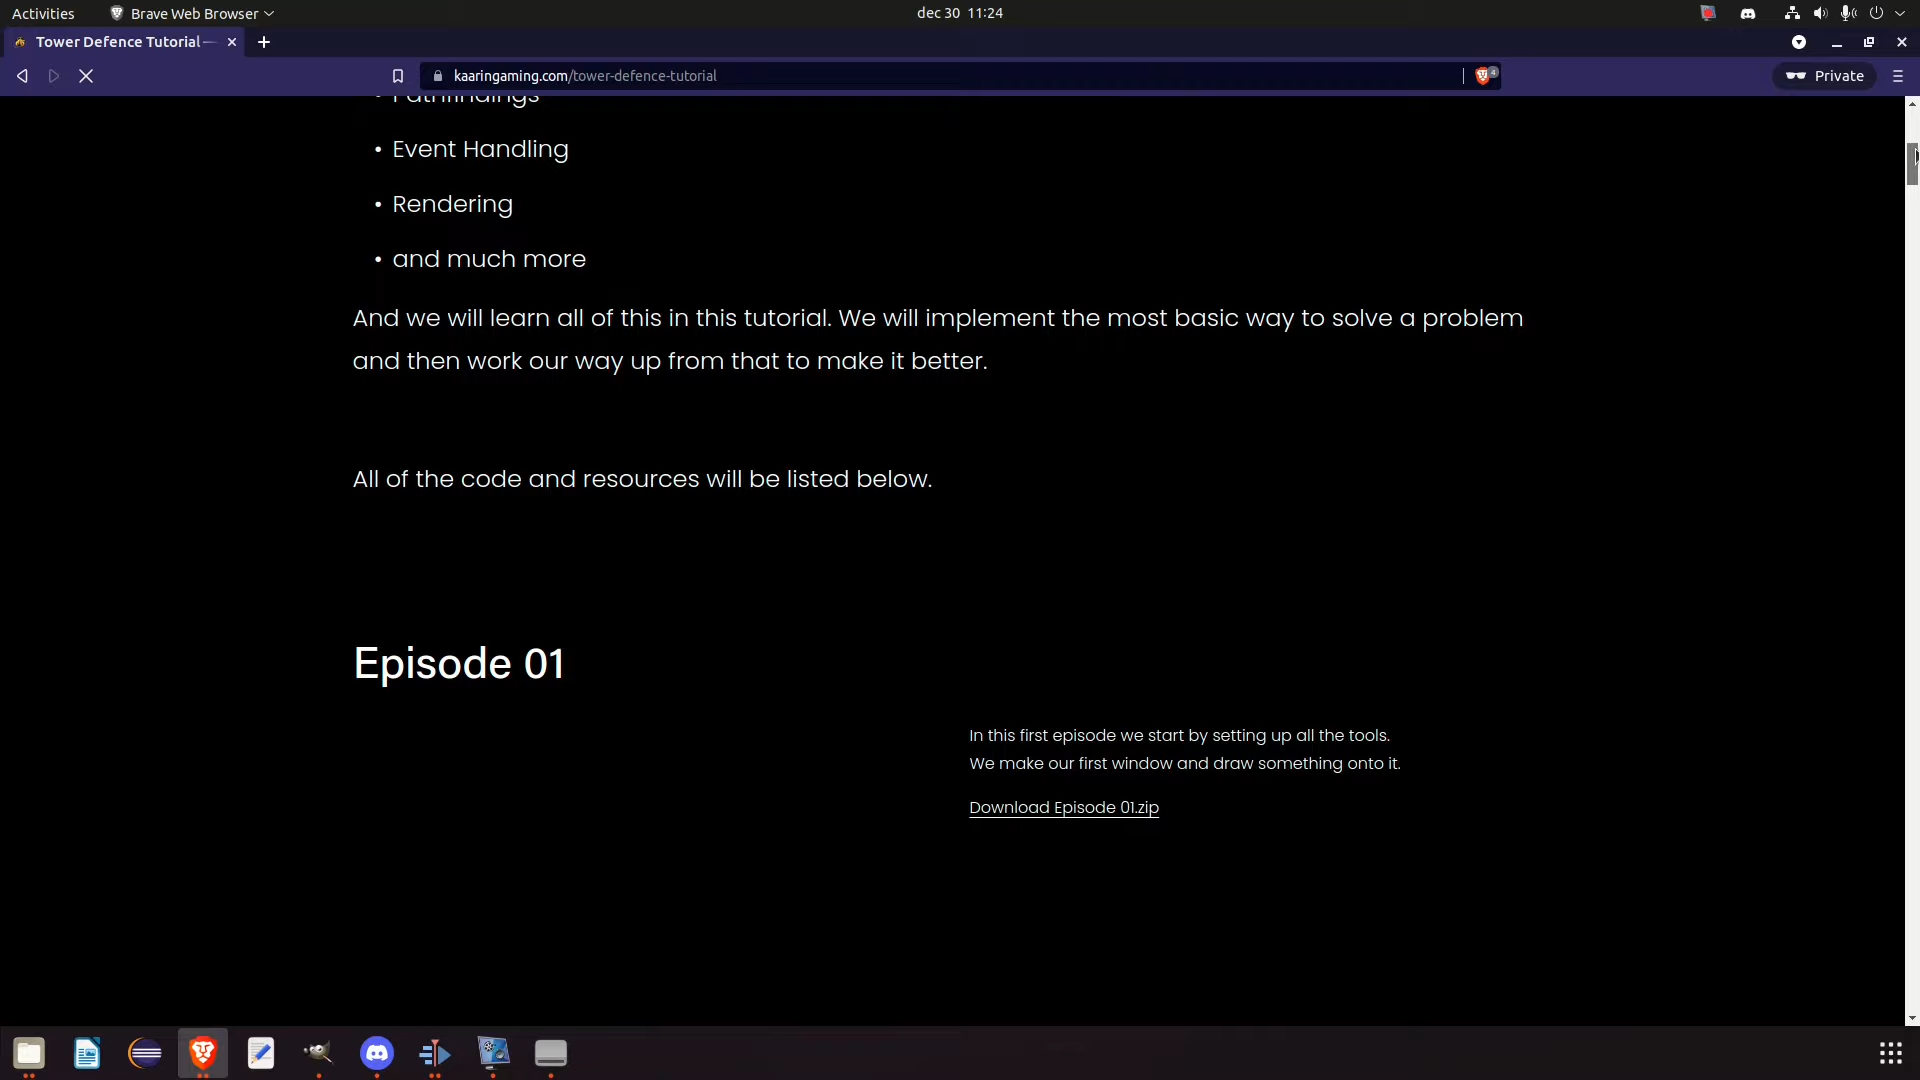 Activities
Brave Web Browser
dec 30 11:24
Tower Defence Tutorial —
kaaringaming.com/tower-defence-tutorial
4
Private
• Pathfindings
• Event Handling
• Rendering
• and much more
And we will learn all of this in this tutorial. We will implement the most basic way to solve a problem
and then work our way up from that to make it better.
All of the code and resources will be listed below.
Episode 01
In this first episode we start by setting up all the tools.
We make our first window and draw something onto it.
Download Episode 01.zip